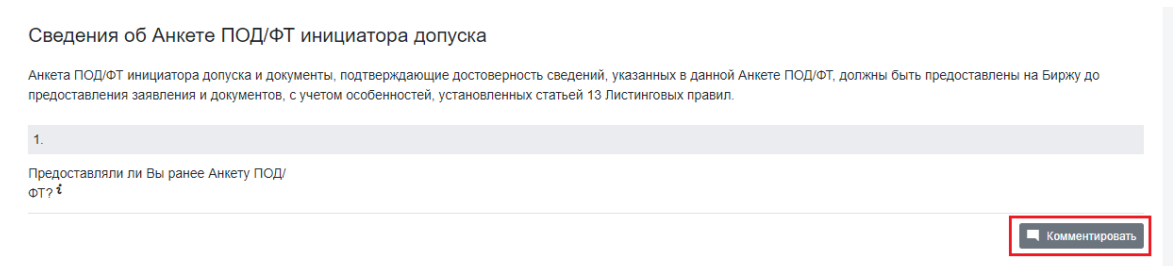 Сведения об Анкете ПОД/ФТ инициатора допуска
Анкета ПОД/ФТ инициатора допуска и документы, подтверждающие достоверность сведений, указанных в данной Анкете ПОД/ФТ, должны быть предоставлены на Биржу до
предоставления заявления и документов, с учетом особенностей, установленных статьей 13 Листинговых правил.
1.
Предоставляли ли Вы ранее Анкету ПОД/
ФТ? i
Комментировать